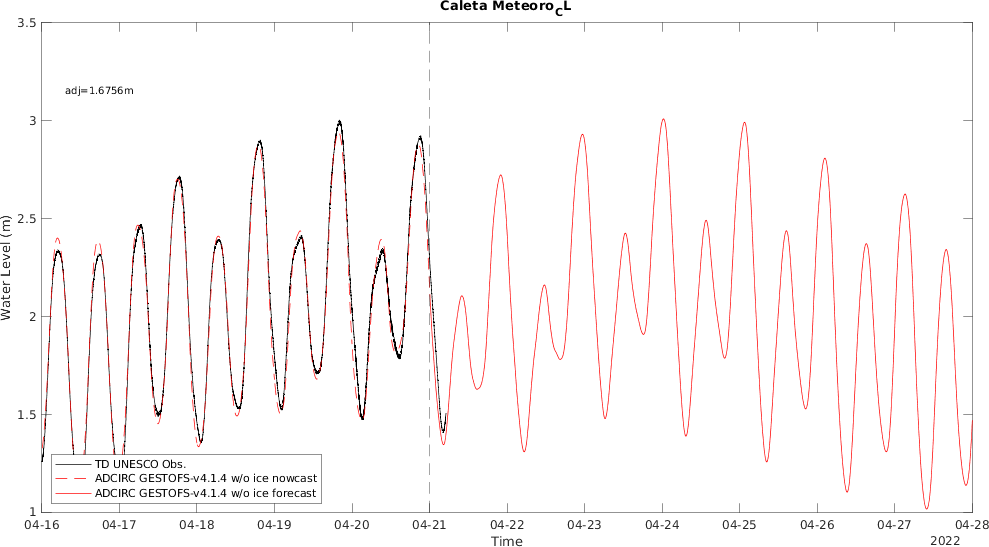 Caleta Meteoro_CL
3.5
3
2.5
2
1.5
1
Water Level (m)
adj=1.6756m
TD UNESCO Obs.
ADCIRC GESTOFS-v4.1.4 w/o ice nowcast
ADCIRC GESTOFS-v4.1.4 w/o ice forecast
04-16 04-17 04-18 04-19 04-20 04-21 04-22 04-23 04-24 04-25 04-26 04-27 04-28
Time
2022